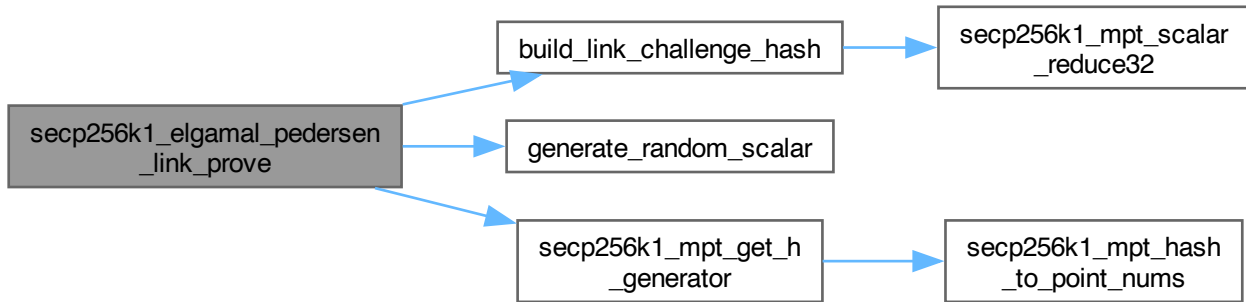 secp256k1_elgamal_pedersen
_link_prove
build_link_challenge_hash
secp256k1_mpt_scalar
_reduce32
generate_random_scalar
secp256k1_mpt_get_h
_generator
secp256k1_mpt_hash
_to_point_nums